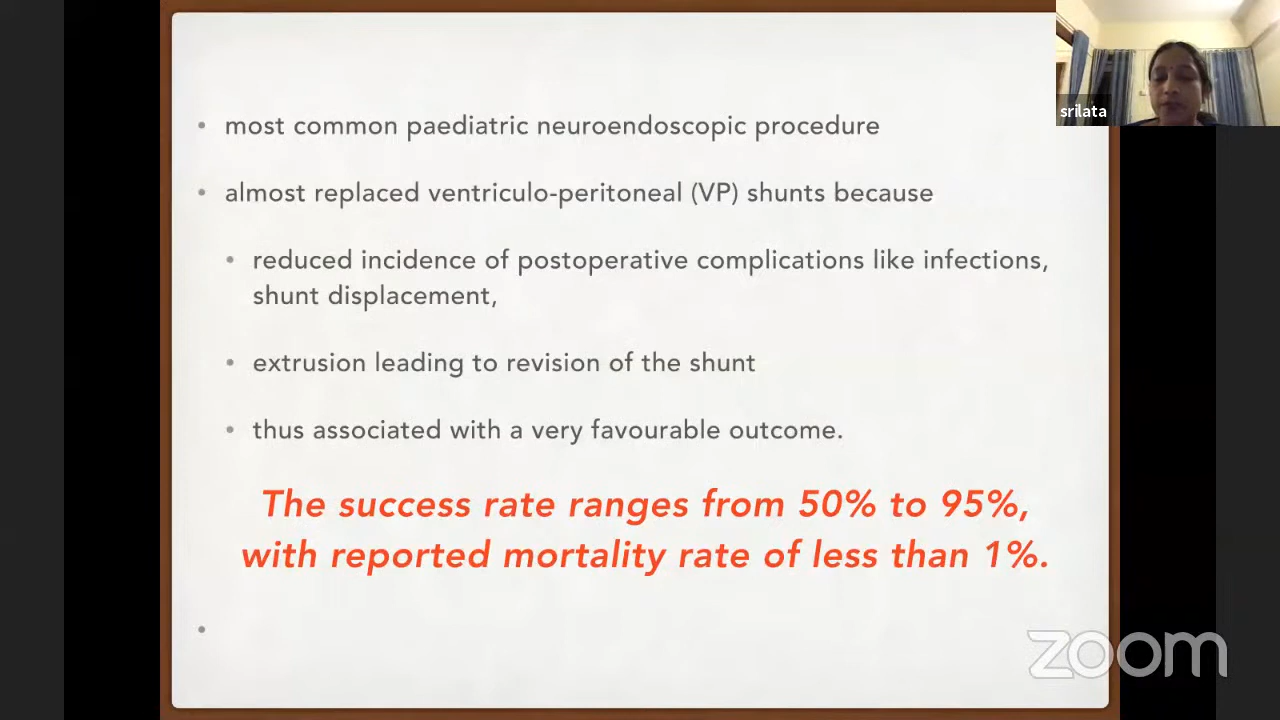 srilata
• most common paediatric neuroendoscopic procedure
• almost replaced ventriculo-peritoneal (VP) shunts because
• reduced incidence of postoperative complications like infections,
shunt displacement,
• extrusion leading to revision of the shunt
• thus associated with a very favourable outcome.
The success rate ranges from 50% to 95%,
with reported mortality rate of less than 1%.
•
zoom